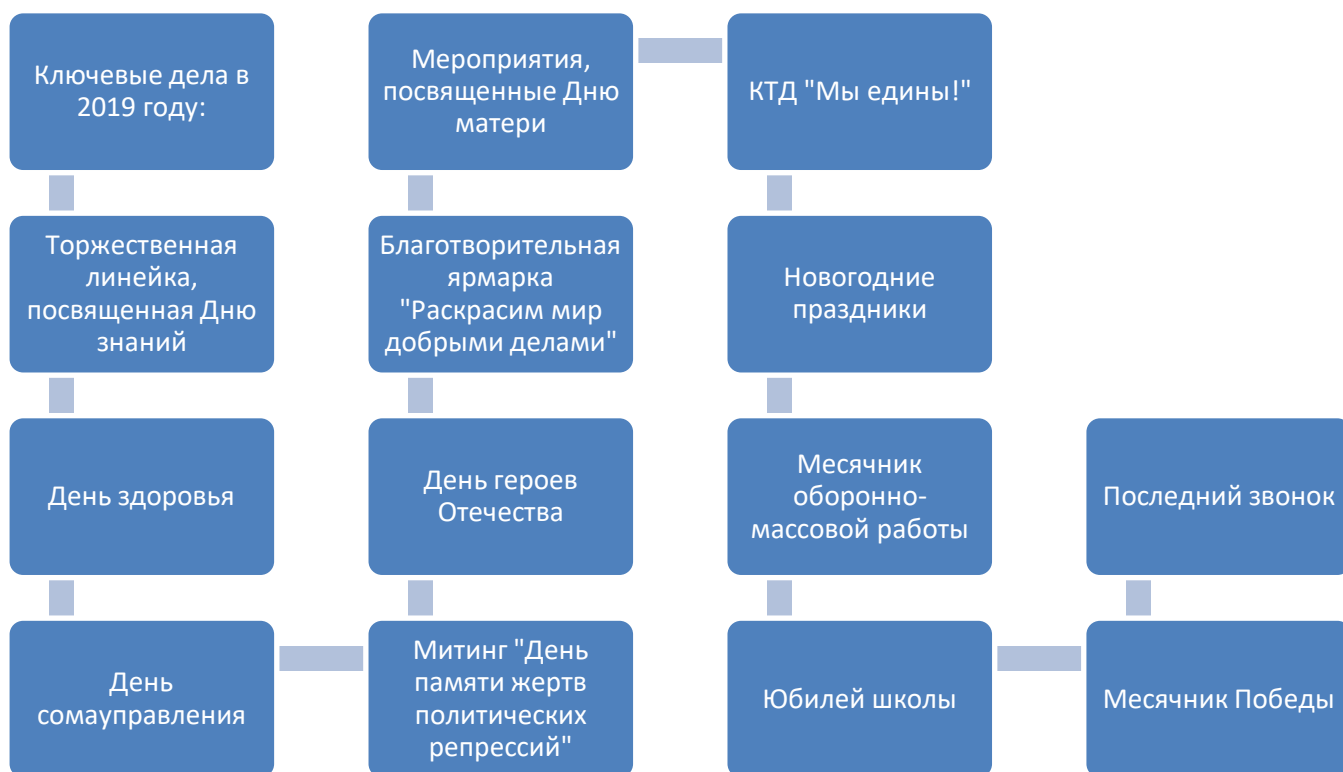 Ключевые дела в
2019 году:
Торжественная
линейка,
посвященная Дню
знаний
День здоровья
День
сомауправления
Митинг "День
памяти жертв
политических
репрессий"
День героев
Отечества
Благотворительная
ярмарка
"Раскрасим мир
добрыми делами"
Мероприятия,
посвященные Дню
матери
КТД "Мы едины!"
Новогодние
праздники
Месячник
оборонно-
массовой работы
Юбилей школы
Месячник Победы
Последний звонок